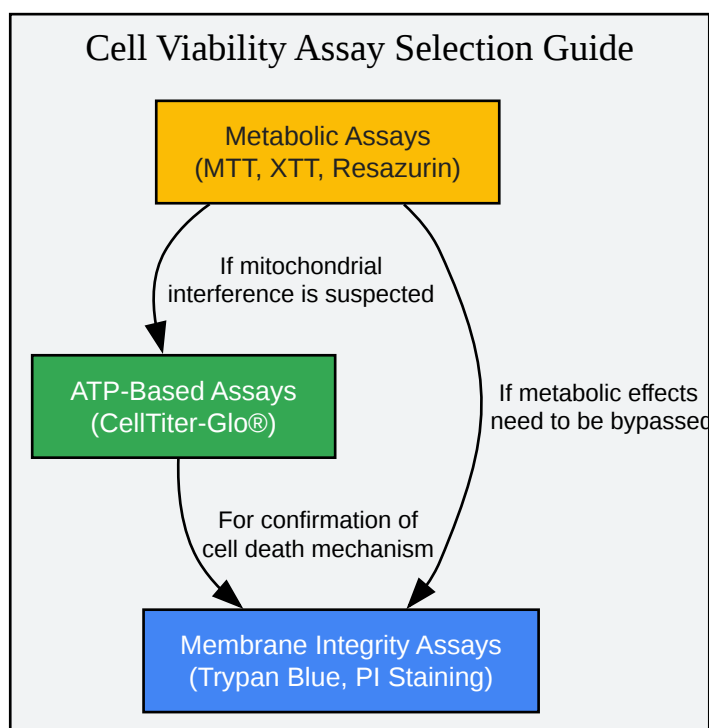 Cell Viability Assay Selection Guide
Metabolic Assays
(MTT, XTT, Resazurin)
If mitochondrial
interference is suspected
ATP-Based Assays
(CellTiter-Glo®)
If metabolic effects
need to be bypassed
For confirmation of
cell death mechanism
Membrane Integrity Assays
(Trypan Blue, PI Staining)